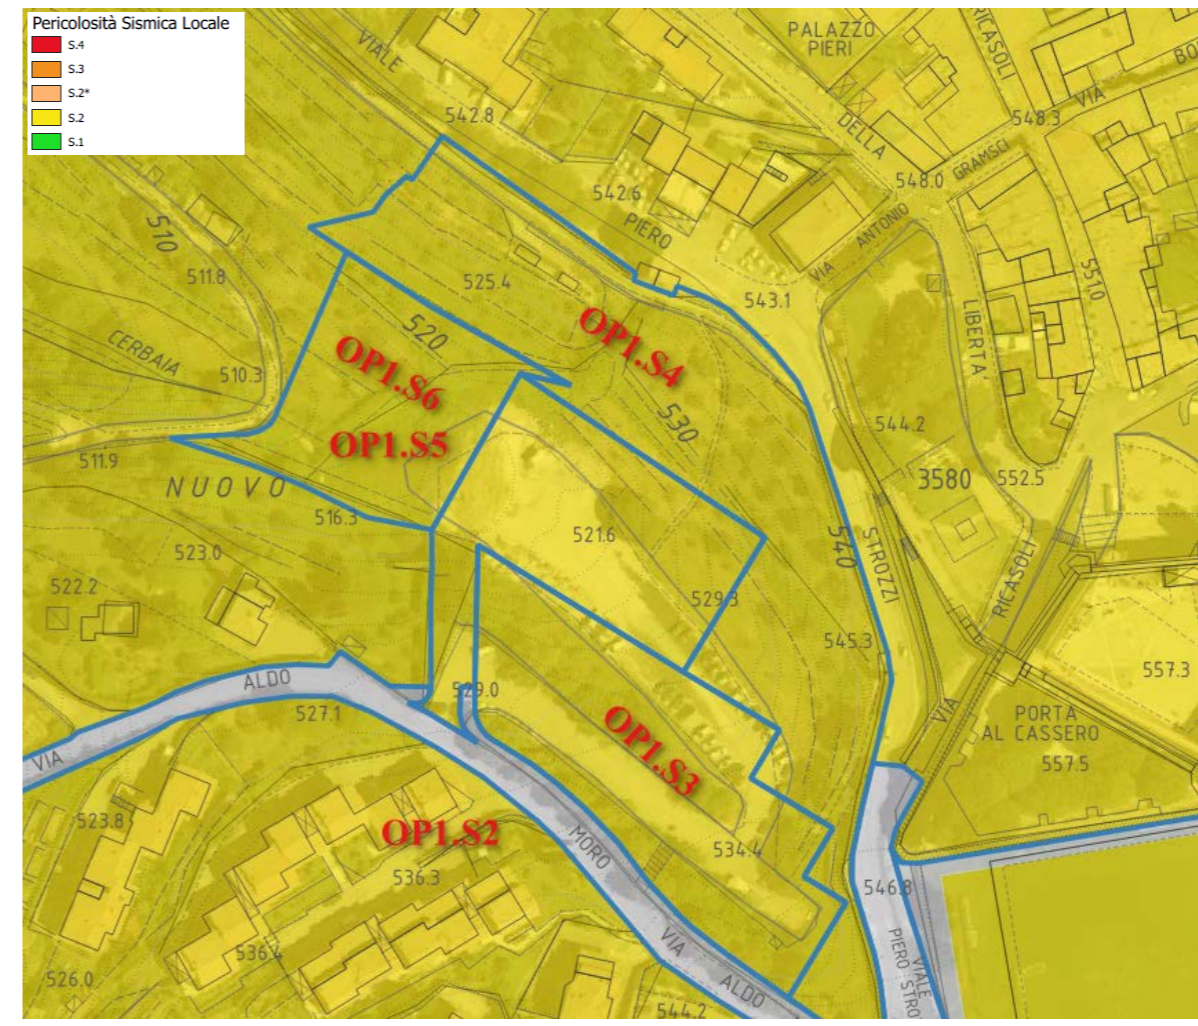 Pericolosità Sismica Locale
S.4
S.3
S.2*
S.2
S.1
VIALE
PALAZZO
PIERI
RICASOLI
VIA
BO
542.8
548.3
DELLA
GRAMSCI
548.0
542.6
PIERO
ANTONIO
VIA
510
511.8
525.4
543.1
551.0
LIBERTA'
OP1.S4
520
CERBAIA
510.3
OP1.S6
530
544.2
OP1.S5
511.9
3580
552.5
NUOVO
516.3
521.6
540
STROZZI
523.0
RICASOLI
522.2
529.3
545.3
557.3
ALDO
529.0
VIA
PORTA
AL CASSERO
527.1
557.5
OP1.S3
VIA
523.8
OP1.S2
MORO
534.4
536.3
546.8
536.4
VIA
ALDO
PIERO STRO
VIALE
526.0
544.2